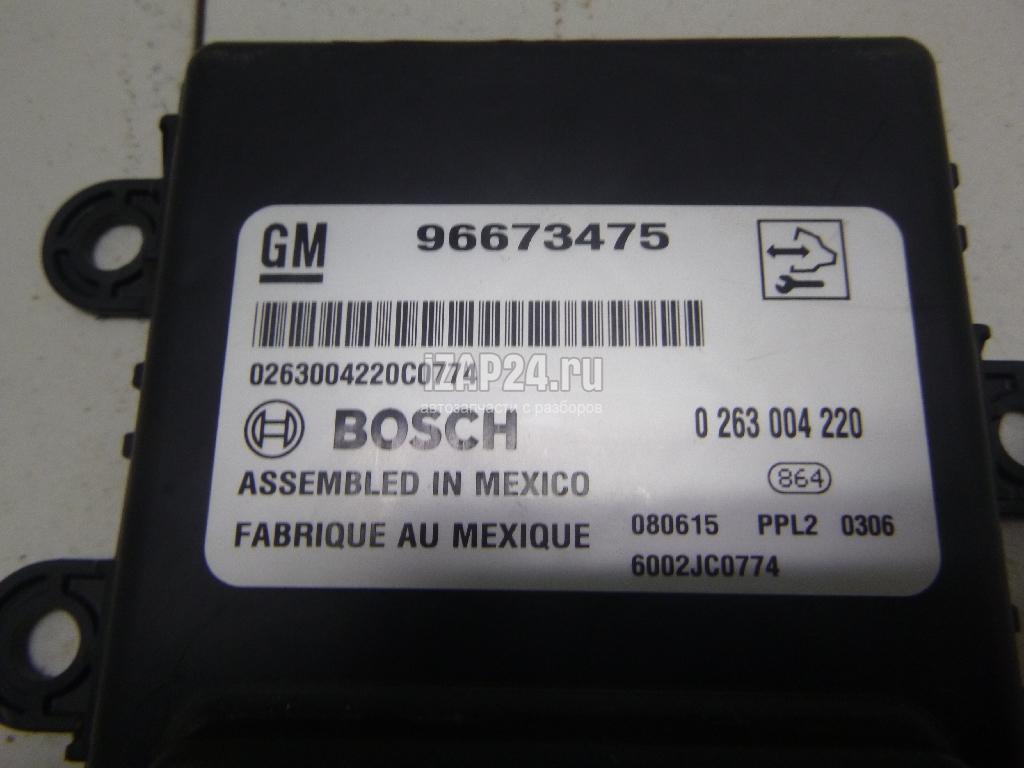 GM 96673475
0263004220C0774
iZAP24.ru
автозапчасти с разборов
BOSCH 0 263 004 220
ASSEMBLED IN MEXICO 864
FABRIQUE AU MEXIQUE 080615 PPL2 0306
6002JC0774